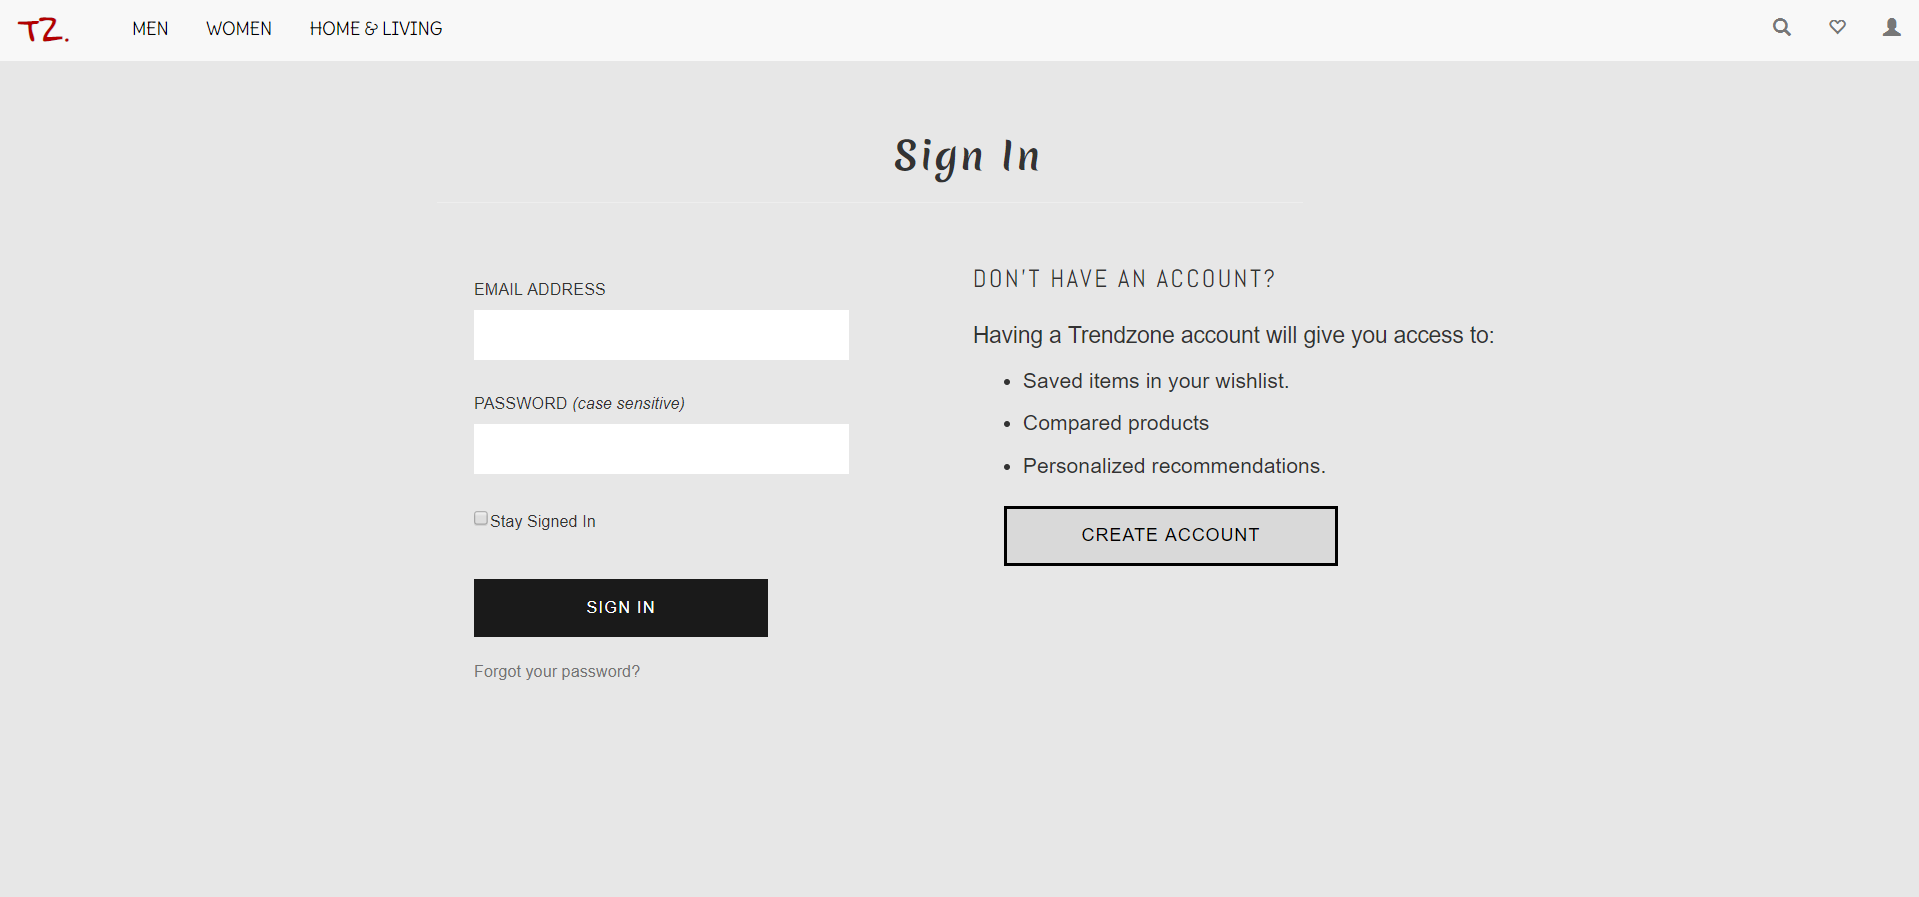 TZ.
MEN WOMEN HOME & LIVING
Sign In
EMAIL ADDRESS
PASSWORD (case sensitive)
Stay Signed In
SIGN IN
Forgot your password?
DON'T HAVE AN ACCOUNT?
Having a Trendzone account will give you access to:
• Saved items in your wishlist.
• Compared products
• Personalized recommendations.
CREATE ACCOUNT